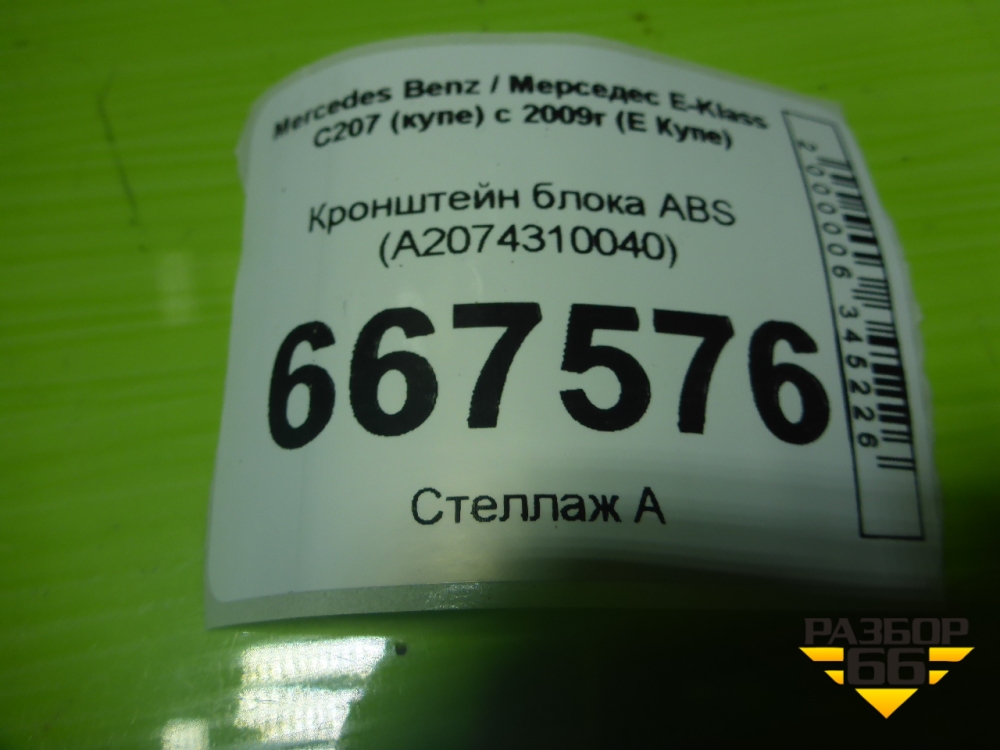 Mercedes Benz / Мерседес E-Klass
C207 (купе) с 2009г (Е Купе)
Кронштейн блока ABS
(A2074310040)
667576
Стеллаж А
2000006345226
РАЗБОР
66